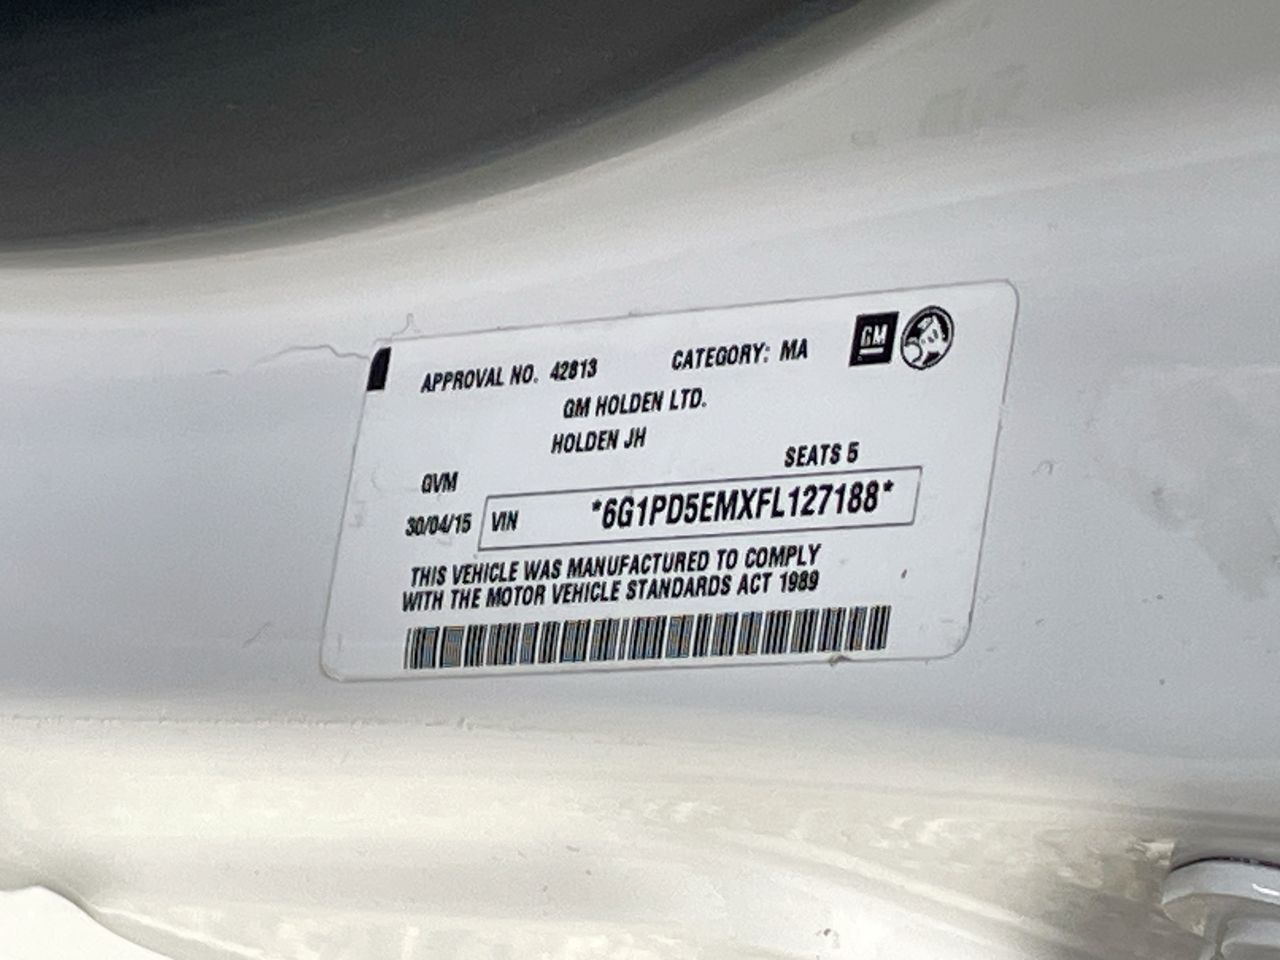 APPROVAL NO. 42813 CATEGORY: MA GM
GM HOLDEN LTD.
HOLDEN JH
GVM SEATS 5
30/04/15 VIN *6G1PD5EMXFL127188*
THIS VEHICLE WAS MANUFACTURED TO COMPLY
WITH THE MOTOR VEHICLE STANDARDS ACT 1989